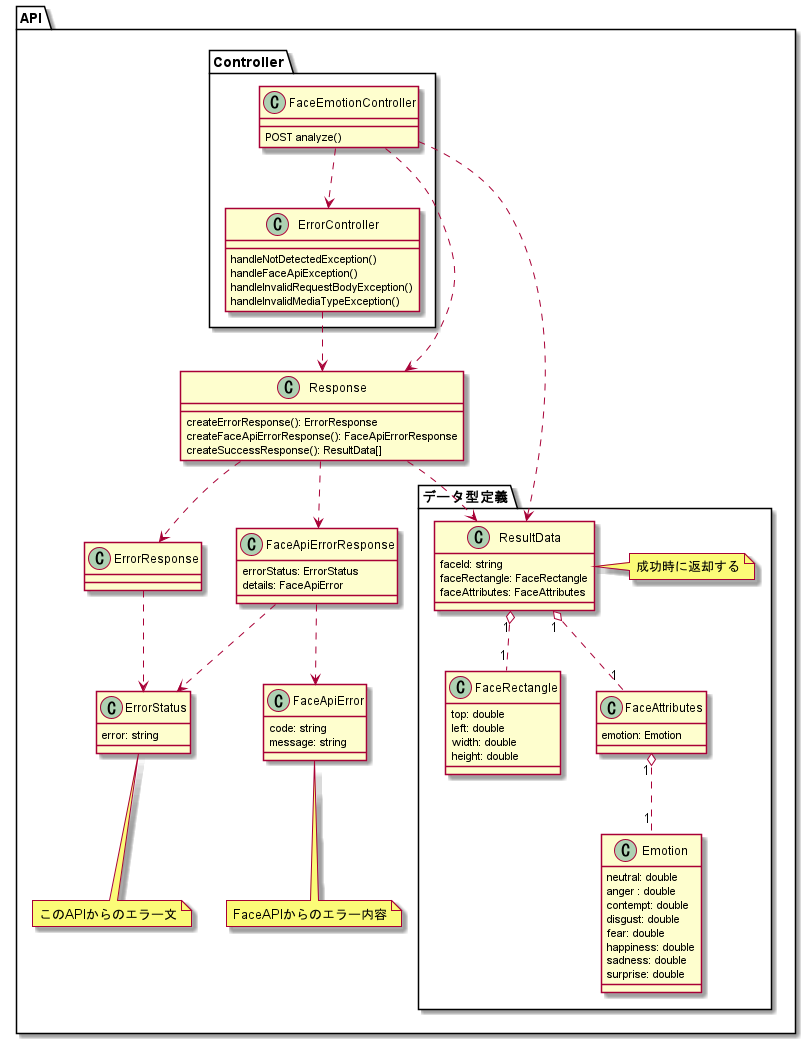 API
Controller
C FaceEmotionController
POST analyze()
C ErrorController
handleNotDetectedException()
handleFaceApiException()
handleInvalidRequestBodyException()
handleInvalidMediaTypeException()
C Response
createErrorResponse(): ErrorResponse
createFaceApiErrorResponse(): FaceApiErrorResponse
createSuccessResponse(): ResultData[]
データ型定義
C ResultData
faceId: string
faceRectangle: FaceRectangle
faceAttributes: FaceAttributes
成功時に返却する
C ErrorResponse
C FaceApiErrorResponse
errorStatus: ErrorStatus
details: FaceApiError
1
1
1
1
C ErrorStatus
error: string
C FaceApiError
code: string
message: string
C FaceRectangle
top: double
left: double
width: double
height: double
C FaceAttributes
emotion: Emotion
1
1
C Emotion
neutral: double
anger : double
contempt: double
disgust: double
fear: double
happiness: double
sadness: double
surprise: double
このAPIからのエラー文
FaceAPIからのエラー内容